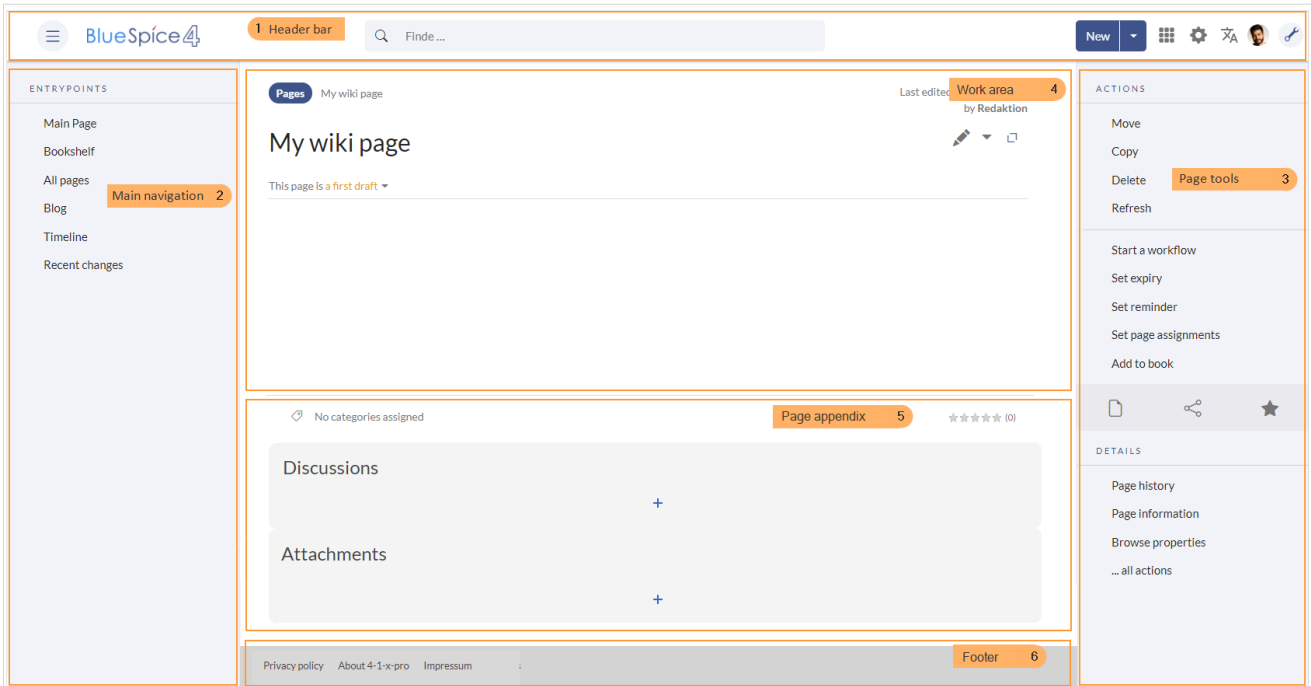 BlueSpice 4
1 Header bar
Finde ...
New
ENTRYPOINTS
Main Page
Bookshelf
All pages
Blog
Timeline
Recent changes
Main navigation 2
Pages My wiki page
Last edited
Work area 4
by Redaktion
My wiki page
This page is a first draft
No categories assigned
Page appendix 5
(0)
Discussions
+
Attachments
+
Privacy policy About 4-1-x-pro Impressum
Footer 6
ACTIONS
Move
Copy
Delete
Page tools 3
Refresh
Start a workflow
Set expiry
Set reminder
Set page assignments
Add to book
DETAILS
Page history
Page information
Browse properties
... all actions